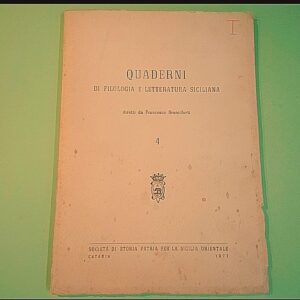 I
QUADERNI
DI FILOLOGIA E LETTERATURA SICILIANA
diretti da Francesco Branciforti
4
SOCIETÀ DI STORIA PATRIA PER LA SICILIA ORIENTALE
CATANIA 1977